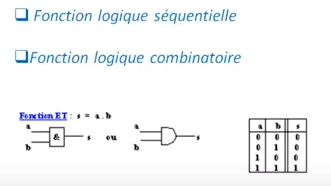 Fonction logique séquentielle
Fonction logique combinatoire
Fonction ET : s = a . b
a & s ou a s
b b
a b s
0 0 0
0 1 0
1 0 0
1 1 1